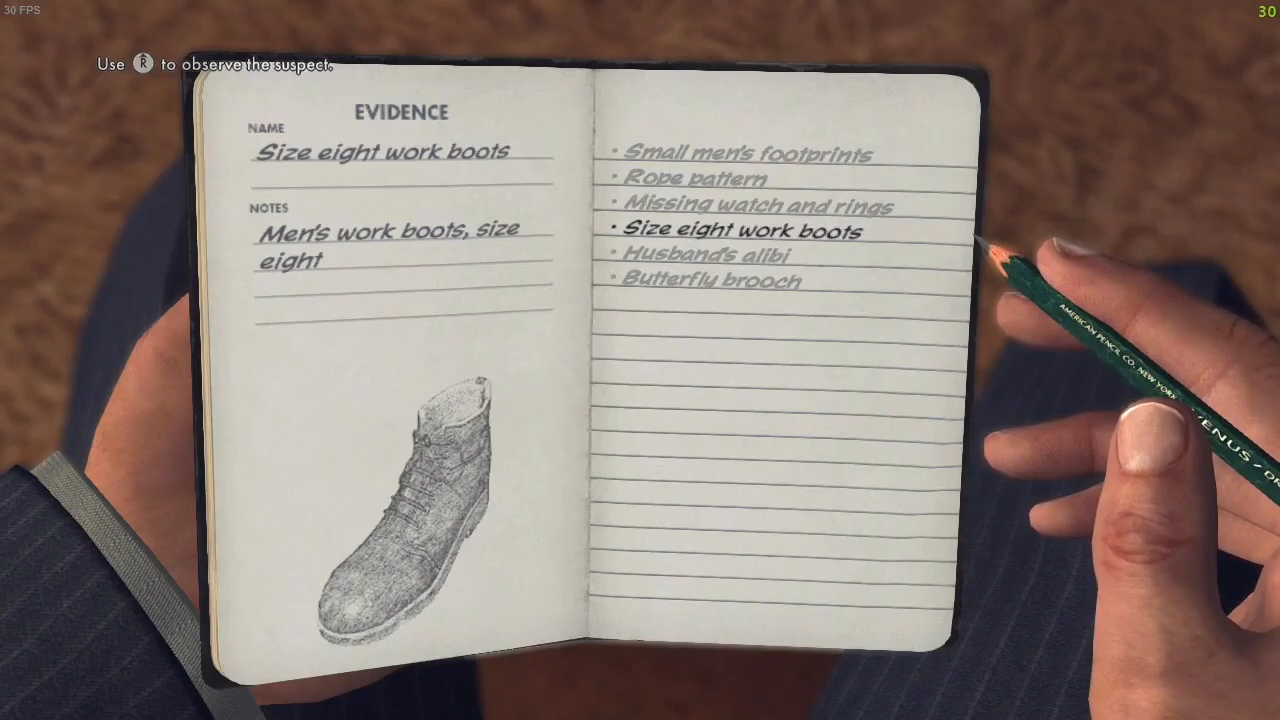 30 FPS
30
Use R to observe the suspect.
EVIDENCE
NAME
Size eight work boots
NOTES
Men's work boots, size
eight
• Small men's footprints
• Rope pattern
• Missing watch and rings
• Size eight work boots
• Husband's alibi
• Butterfly brooch
AMERICAN PENCIL CO. NEW YORK
VENUS / DR